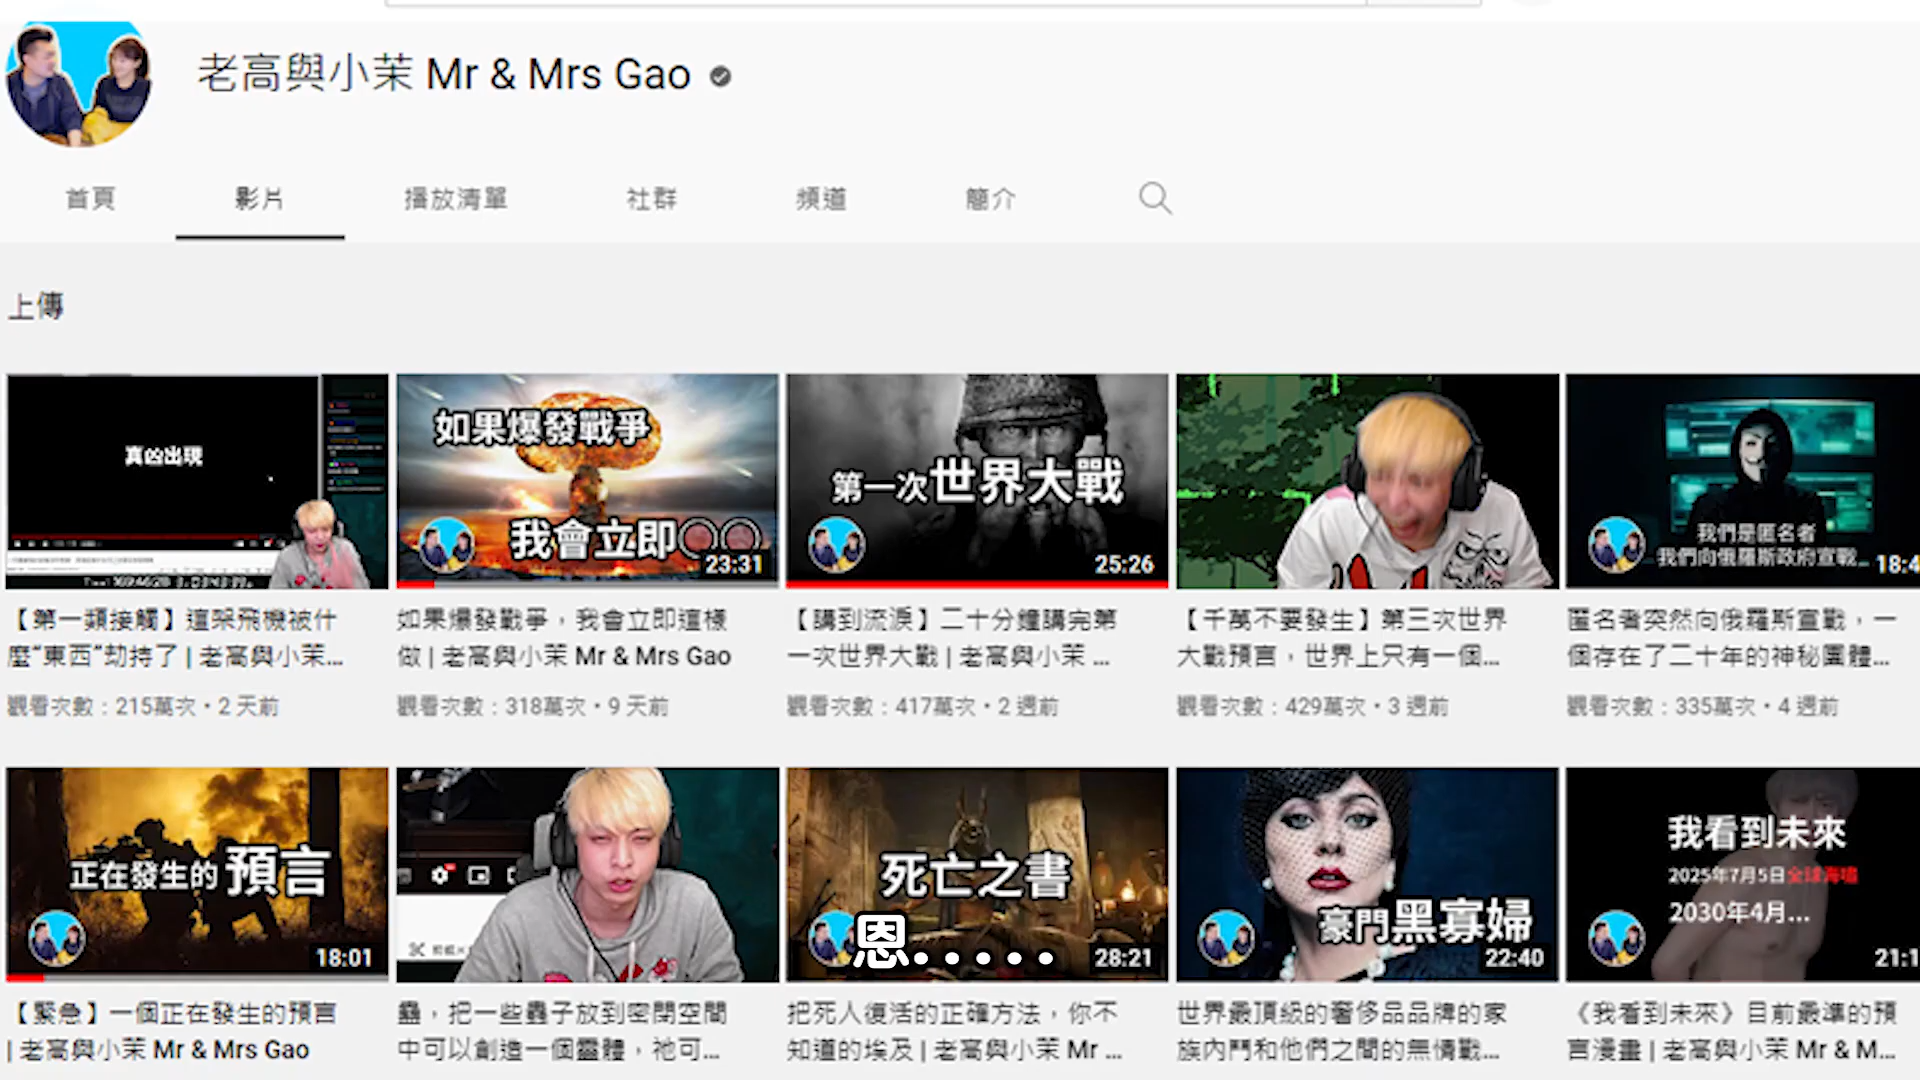 老高與小茉 Mr & Mrs Gao
首頁 影片 播放清單 社群 頻道 簡介
上傳
真凶出現
如果爆發戰爭
我會立即〇〇
23:31
第一次世界大戰
25:26
我們是匿名者
我們向俄羅斯政府宣戰
18:4
【第一類接觸】這架飛機被什
麼“東西”劫持了 | 老高與小茉...
觀看次數：215萬次・2 天前
如果爆發戰爭，我會立即這樣
做 | 老高與小茉 Mr & Mrs Gao
觀看次數：318萬次・9 天前
【講到流淚】二十分鐘講完第
一次世界大戰 | 老高與小茉 ...
觀看次數：417萬次・2 週前
【千萬不要發生】第三次世界
大戰預言，世界上只有一個...
觀看次數：429萬次・3 週前
匿名者突然向俄羅斯宣戰，一
個存在了二十年的神秘團體...
觀看次數：335萬次・4 週前
正在發生的預言
18:01
死亡之書
恩.....
28:21
豪門黑寡婦
22:40
我看到未來
2025年7月5日全球海嘯
2030年4月...
21:1
【緊急】一個正在發生的預言
| 老高與小茉 Mr & Mrs Gao
蠱，把一些蟲子放到密閉空間
中可以創造一個靈體，祂可...
把死人復活的正確方法，你不
知道的埃及 | 老高與小茉 Mr ...
世界最頂級的奢侈品品牌的家
族內鬥和他們之間的無情戰...
《我看到未來》目前最準的預
言漫畫 | 老高與小茉 Mr & M...